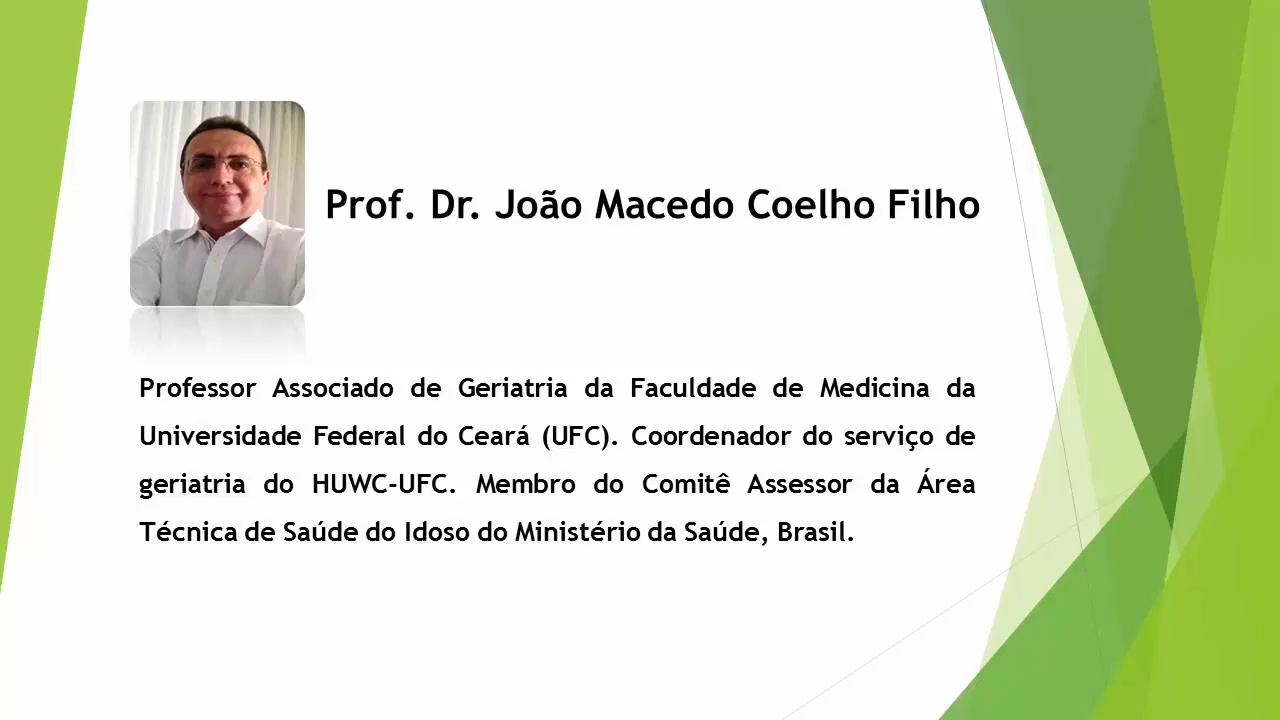 Prof. Dr. João Macedo Coelho Filho
Professor Associado de Geriatria da Faculdade de Medicina da
Universidade Federal do Ceará (UFC). Coordenador do serviço de
geriatria do HUWC-UFC. Membro do Comitê Assessor da Área
Técnica de Saúde do Idoso do Ministério da Saúde, Brasil.